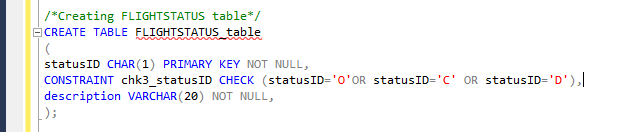 /*Creating FLIGHTSTATUS table*/
CREATE TABLE FLIGHTSTATUS_table
(
statusID CHAR(1) PRIMARY KEY NOT NULL,
CONSTRAINT chk3_statusID CHECK (statusID='O'OR statusID='C' OR statusID='D'),
description VARCHAR(20) NOT NULL,
);